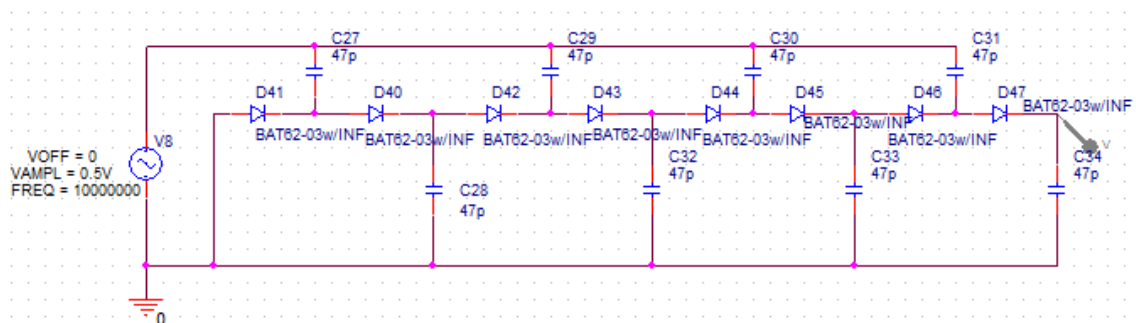 C27
47p
C29
47p
C30
47p
C31
47p
D41
D40
D42
D43
D44
D45
D46
D47
BAT62-03w/INF
BAT62-03w/INF
BAT62-03w/INF
BAT62-03w/INF
BAT62-03w/INF
BAT62-03w/INF
BAT62-03w/INF
BAT62-03w/INF
V8
VOFF = 0
VAMPL = 0.5V
FREQ = 10000000
C28
47p
C32
47p
C33
47p
C34
47p
V
0